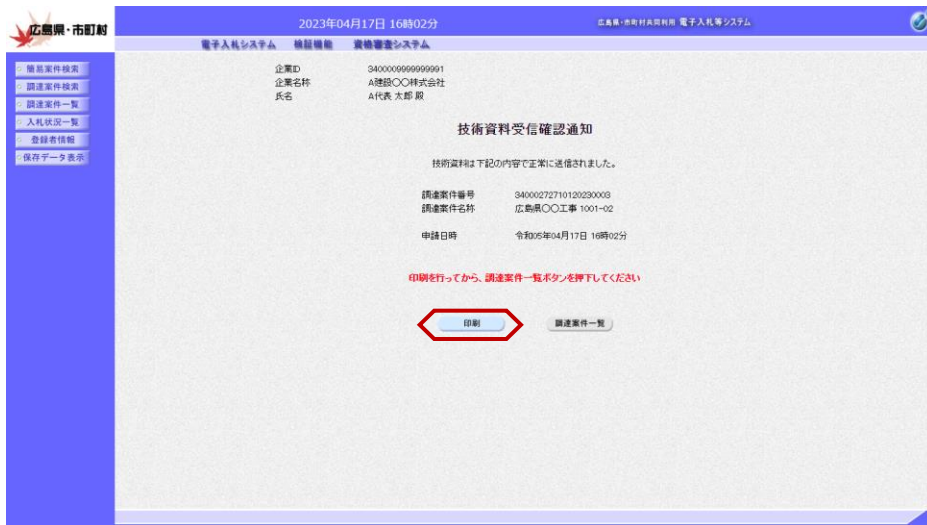 広島県・市町村
2023年04月17日 16時02分
広島県・市町村共同利用 電子入札等システム
電子入札システム 検証機能 資格審査システム
簡易案件検索
調達案件検索
調達案件一覧
入札状況一覧
登録者情報
保存データ表示
企業ID 3400009999999991
企業名称 A建設〇〇株式会社
氏名 A代表 太郎 殿
技術資料受信確認通知
技術資料は下記の内容で正常に送信されました。
調達案件番号 34000272710120230003
調達案件名称 広島県〇〇工事 1001-02
申請日時 令和05年04月17日 16時02分
印刷を行ってから、調達案件一覧ボタンを押下してください
印刷 調達案件一覧